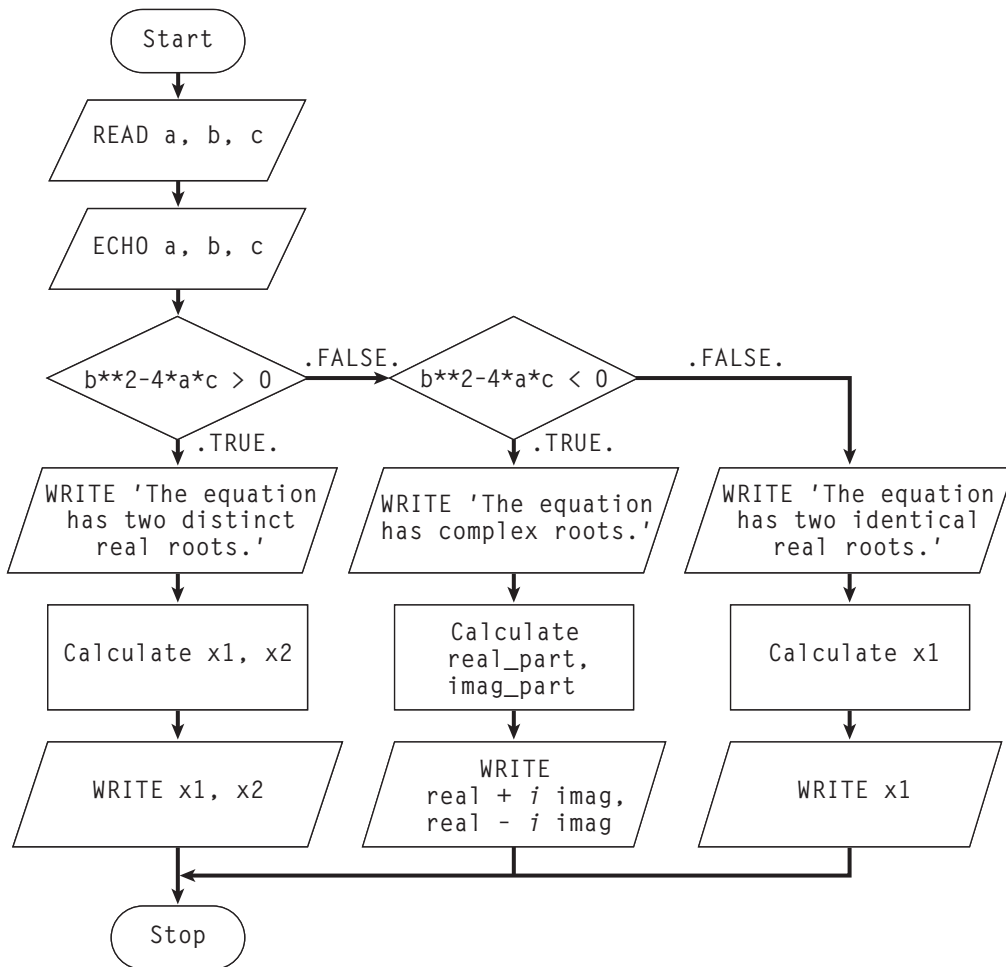 Start
READ a, b, c
ECHO a, b, c
b**2-4*a*c > 0
.FALSE.
b**2-4*a*c < 0
.FALSE.
.TRUE.
.TRUE.
WRITE 'The equation
has two distinct
real roots.'
WRITE 'The equation
has complex roots.'
WRITE 'The equation
has two identical
real roots.'
Calculate x1, x2
Calculate
real_part,
imag_part
Calculate x1
WRITE x1, x2
WRITE
real + i imag,
real - i imag
WRITE x1
Stop